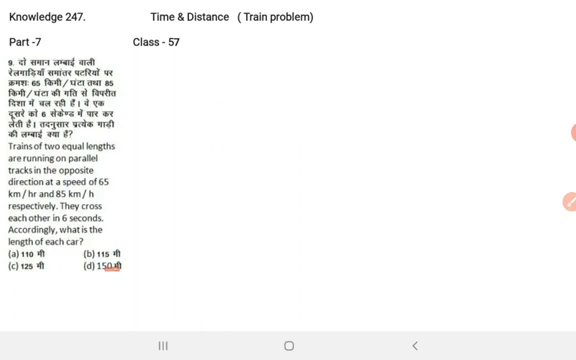 Knowledge 247. Time & Distance ( Train problem)
Part -7 Class - 57
9. दो समान लम्बाई वाली
रेलगाड़ियाँ समांतर पटरियों पर
क्रमशः 65 किमी/घंटा तथा 85
किमी/घंटा की गति से विपरीत
दिशा में चल रही हैं। वे एक
दूसरे को 6 सेकेण्ड में पार कर
लेती है। तदनुसार प्रत्येक गाड़ी
की लम्बाई क्या है?
Trains of two equal lengths
are running on parallel
tracks in the opposite
direction at a speed of 65
km/hr and 85 km/h
respectively. They cross
each other in 6 seconds.
Accordingly, what is the
length of each car?
(a) 110 मी (b) 115 मी
(c) 125 मी (d) 150 मी